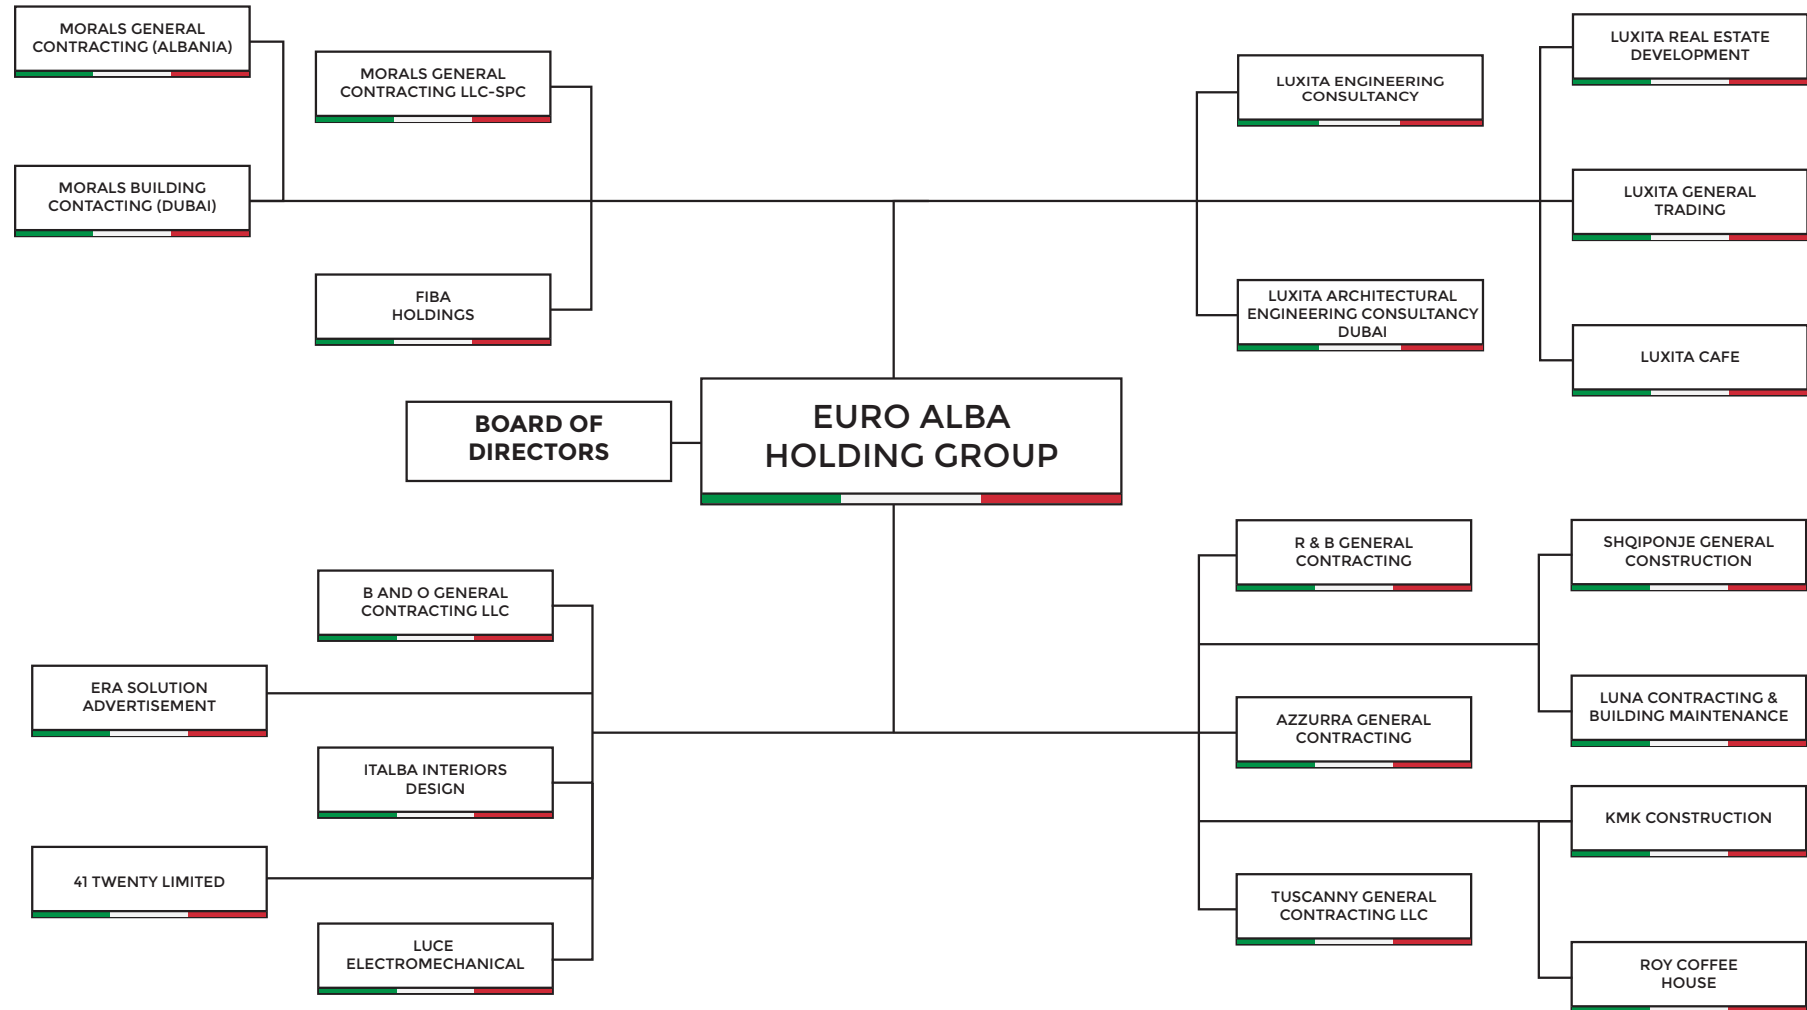 MORALS GENERAL
CONTRACTING (ALBANIA)
MORALS GENERAL
CONTRACTING LLC-SPC
LUXITA ENGINEERING
CONSULTANCY
LUXITA REAL ESTATE
DEVELOPMENT
MORALS BUILDING
CONTACTING (DUBAI)
LUXITA GENERAL
TRADING
FIBA
HOLDINGS
LUXITA ARCHITECTURAL
ENGINEERING CONSULTANCY
DUBAI
LUXITA CAFE
BOARD OF
DIRECTORS
EURO ALBA
HOLDING GROUP
B AND O GENERAL
CONTRACTING LLC
R & B GENERAL
CONTRACTING
SHQIPONJE GENERAL
CONSTRUCTION
ERA SOLUTION
ADVERTISEMENT
AZZURRA GENERAL
CONTRACTING
LUNA CONTRACTING &
BUILDING MAINTENANCE
ITALBA INTERIORS
DESIGN
KMK CONSTRUCTION
41 TWENTY LIMITED
TUSCANNY GENERAL
CONTRACTING LLC
LUCE
ELECTROMECHANICAL
ROY COFFEE
HOUSE